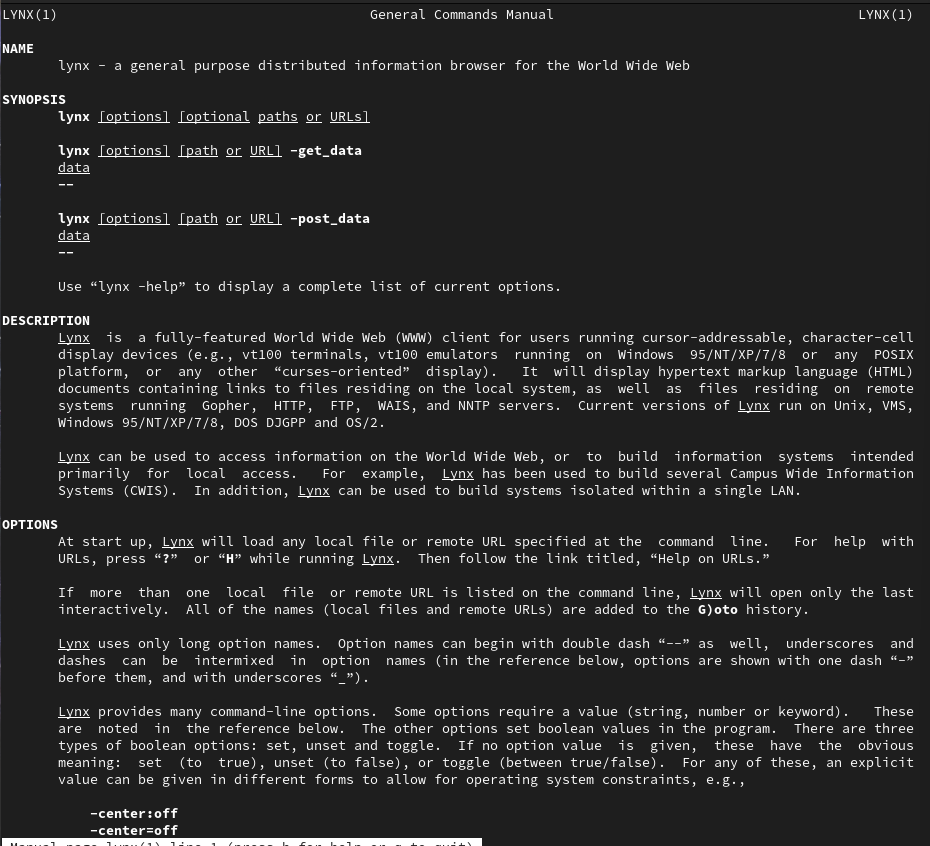 LYNX(1) General Commands Manual LYNX(1)
NAME
lynx - a general purpose distributed information browser for the World Wide Web
SYNOPSIS
lynx [options] [optional paths or URLs]
lynx [options] [path or URL] -get_data
data
--
lynx [options] [path or URL] -post_data
data
--
Use “lynx -help” to display a complete list of current options.
DESCRIPTION
Lynx is a fully-featured World Wide Web (WWW) client for users running cursor-addressable, character-cell
display devices (e.g., vt100 terminals, vt100 emulators running on Windows 95/NT/XP/7/8 or any POSIX
platform, or any other “curses-oriented” display). It will display hypertext markup language (HTML)
documents containing links to files residing on the local system, as well as files residing on remote
systems running Gopher, HTTP, FTP, WAIS, and NNTP servers. Current versions of Lynx run on Unix, VMS,
Windows 95/NT/XP/7/8, DOS DJGPP and OS/2.
Lynx can be used to access information on the World Wide Web, or to build information systems intended
primarily for local access. For example, Lynx has been used to build several Campus Wide Information
Systems (CWIS). In addition, Lynx can be used to build systems isolated within a single LAN.
OPTIONS
At start up, Lynx will load any local file or remote URL specified at the command line. For help with
URLs, press “?” or “H” while running Lynx. Then follow the link titled, “Help on URLs.”
If more than one local file or remote URL is listed on the command line, Lynx will open only the last
interactively. All of the names (local files and remote URLs) are added to the G)oto history.
Lynx uses only long option names. Option names can begin with double dash “--” as well, underscores and
dashes can be intermixed in option names (in the reference below, options are shown with one dash “-”
before them, and with underscores “_”).
Lynx provides many command-line options. Some options require a value (string, number or keyword). These
are noted in the reference below. The other options set boolean values in the program. There are three
types of boolean options: set, unset and toggle. If no option value is given, these have the obvious
meaning: set (to true), unset (to false), or toggle (between true/false). For any of these, an explicit
value can be given in different forms to allow for operating system constraints, e.g.,
-center:off
-center=off
Manual page lynx(1) line 1 (press h for help or q to quit)